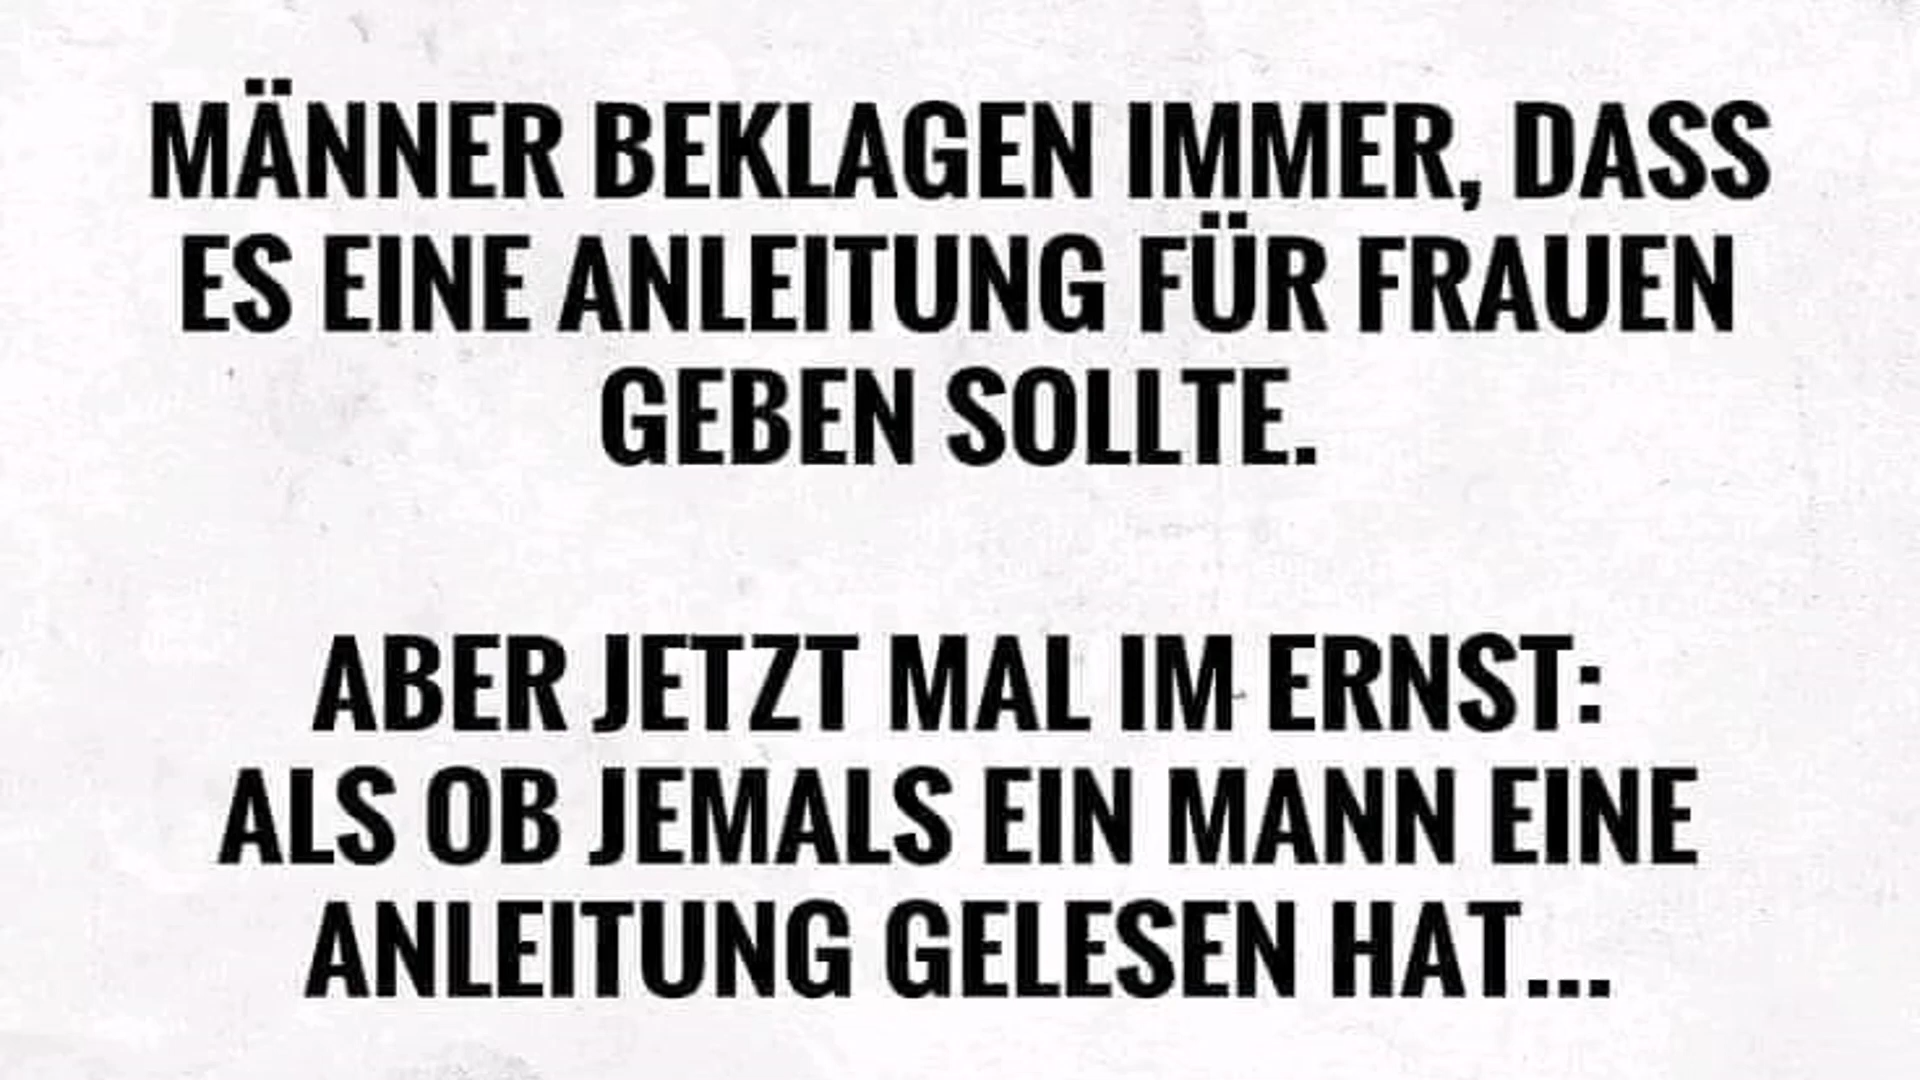 MÄNNER BEKLAGEN IMMER, DASS
ES EINE ANLEITUNG FÜR FRAUEN
GEBEN SOLLTE.
ABER JETZT MAL IM ERNST:
ALS OB JEMALS EIN MANN EINE
ANLEITUNG GELESEN HAT...